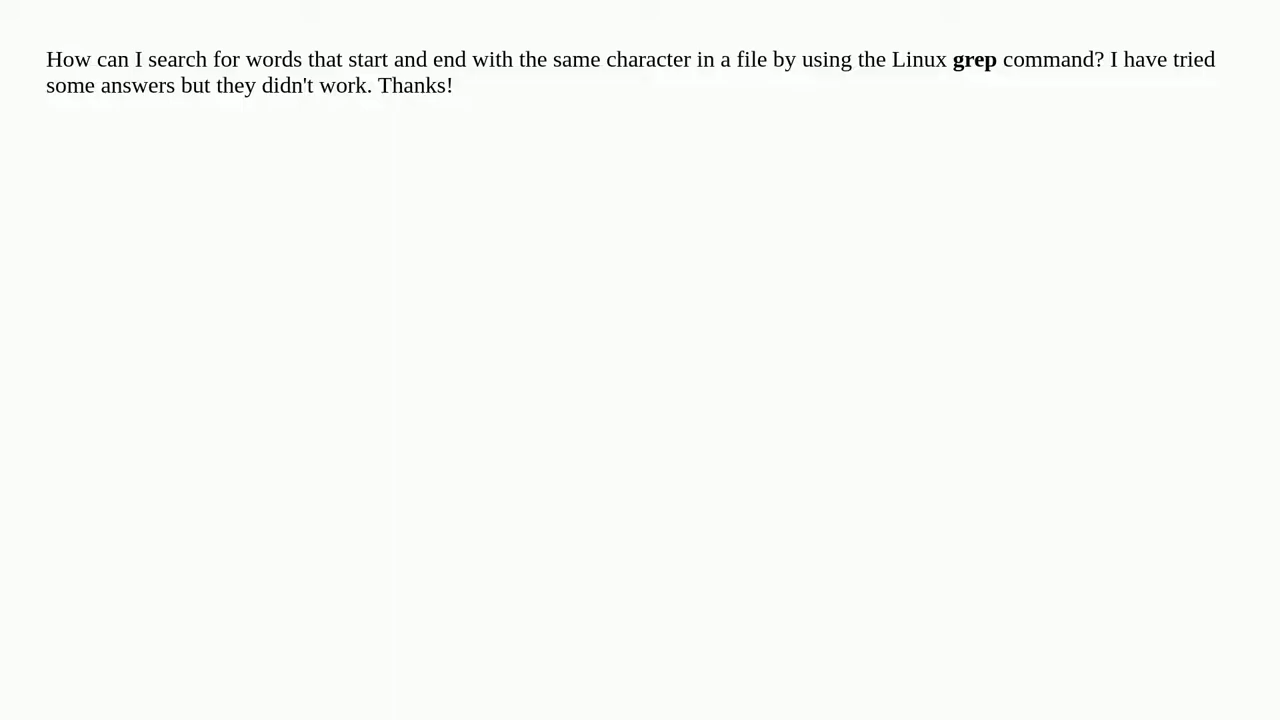 How can I search for words that start and end with the same character in a file by using the Linux grep command? I have tried
some answers but they didn't work. Thanks!